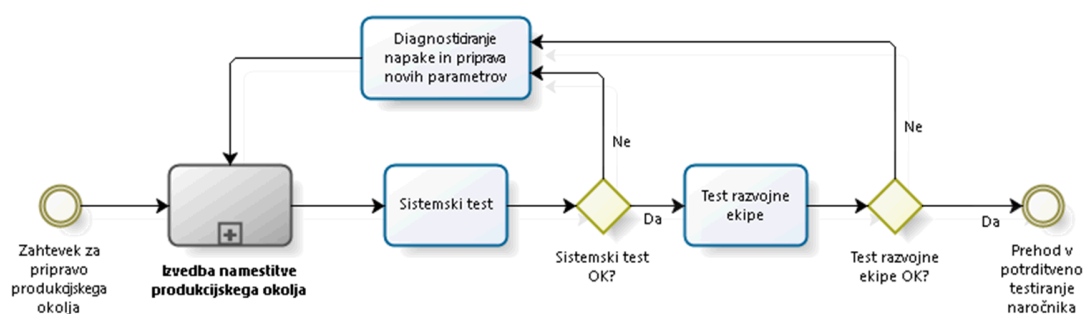 Diagnosticiranje
napake in priprava
novih parametrov
Ne
Ne
Sistemski test
Test razvojne
ekipe
Da
Da
Zahtevek za
pripravo
produkcijskega
okolja
Izvedba namestitve
produkcijskega okolja
Sistemski test
OK?
Test razvojne
ekipe OK?
Prehod v
potrditveno
testiranje
naročnika